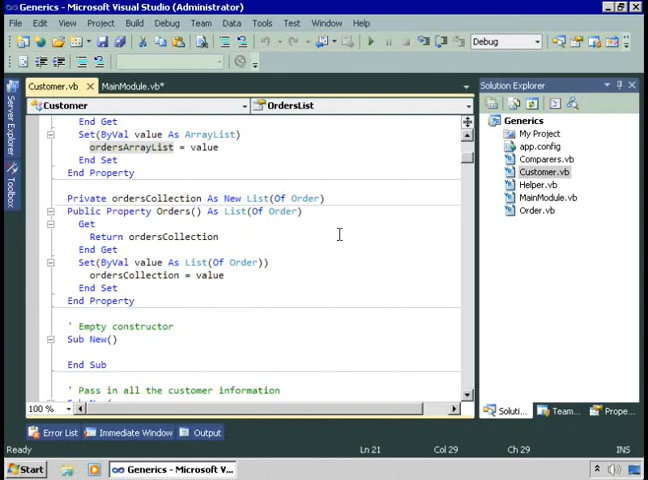 Generics - Microsoft Visual Studio (Administrator)
File Edit View Project Build Debug Team Data Tools Test Window Help
Debug
Customer.vb MainModule.vb*
Customer OrdersList
End Get
Set(ByVal value As ArrayList)
ordersArrayList = value
End Set
End Property
Private ordersCollection As New List(Of Order)
Public Property Orders() As List(Of Order)
Get
Return ordersCollection
End Get
Set(ByVal value As List(Of Order))
ordersCollection = value
End Set
End Property
' Empty constructor
Sub New()
End Sub
' Pass in all the customer information
100 %
Server Explorer
Toolbox
Solution Explorer
Generics
My Project
app.config
Comparers.vb
Customer.vb
Helper.vb
MainModule.vb
Order.vb
Soluti... Team... Prope...
Error List Immediate Window Output
Ready Ln 21 Col 29 Ch 29 INS
Start Generics - Microsoft V...